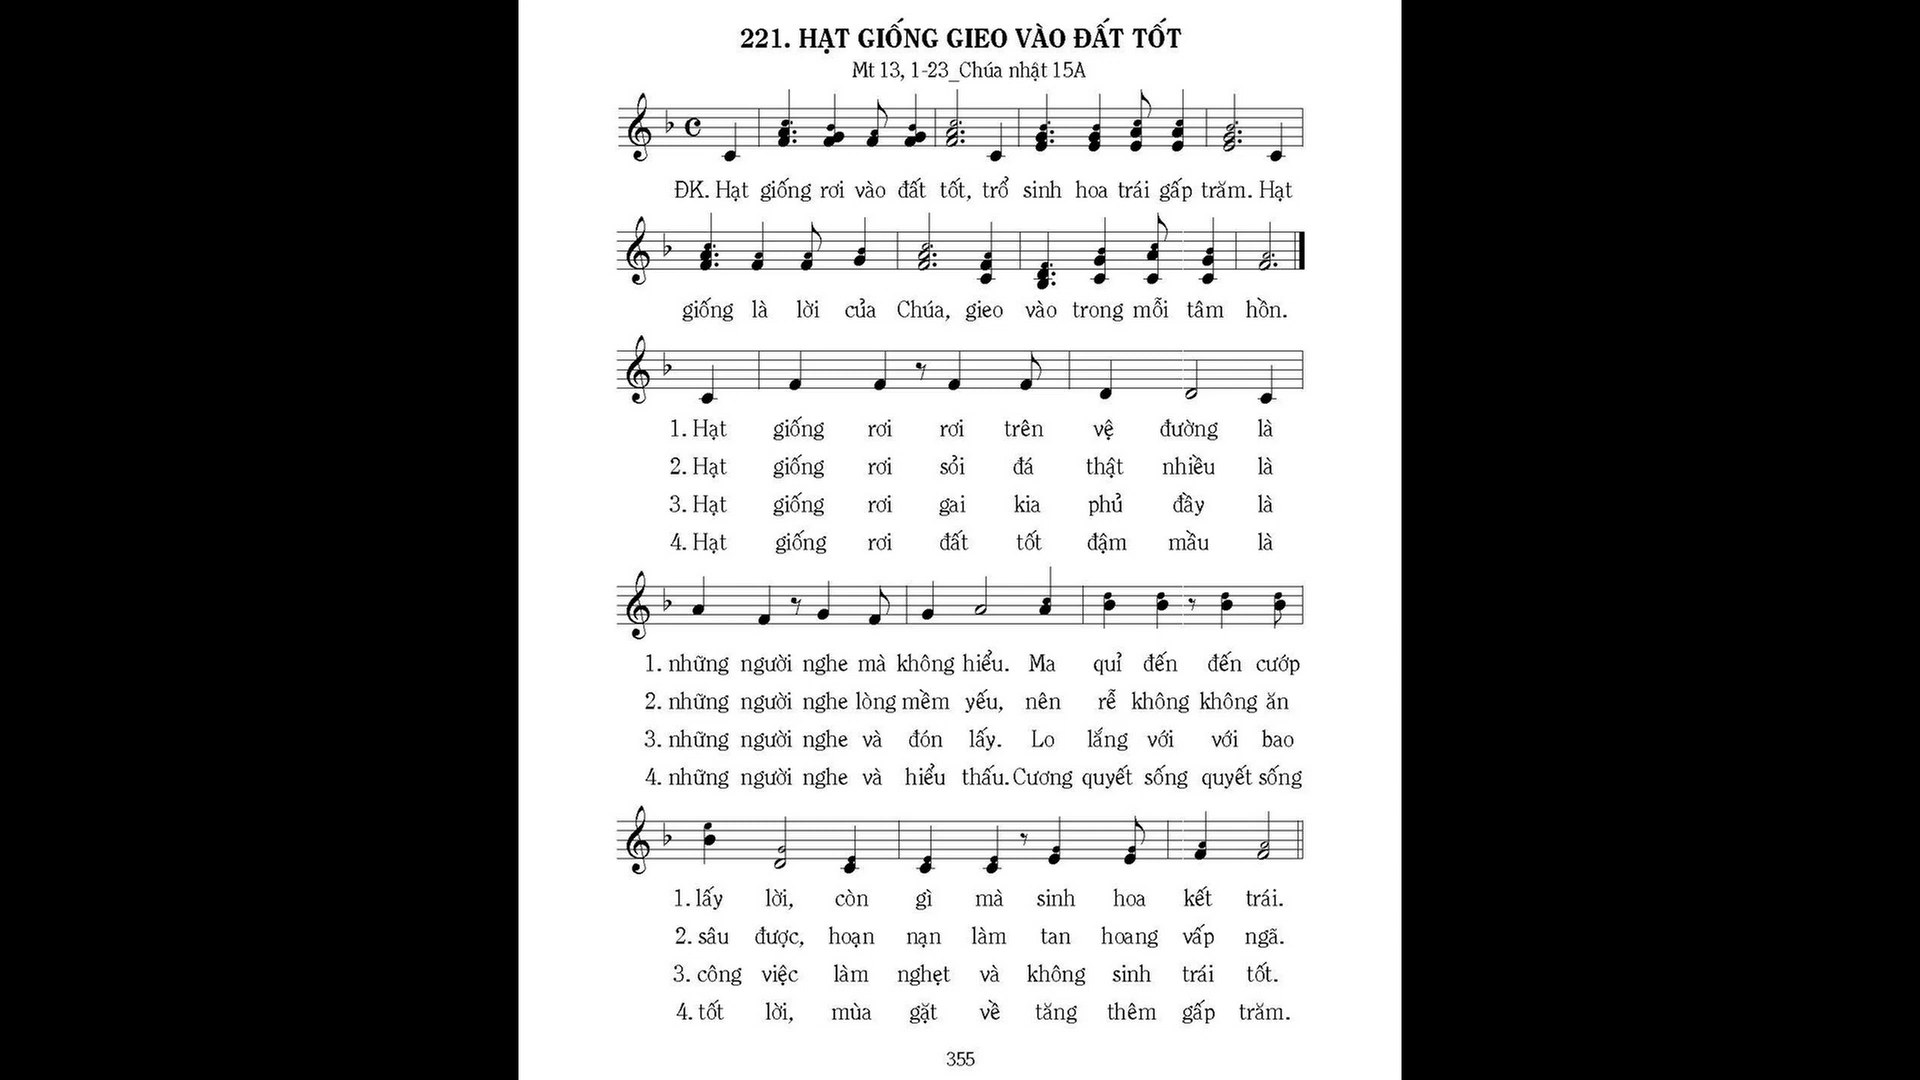 221. HẠT GIỐNG GIEO VÀO ĐẤT TỐT
Mt 13, 1-23_Chúa nhật 15A
ĐK. Hạt giống rơi vào đất tốt, trổ sinh hoa trái gấp trăm. Hạt
giống là lời của Chúa, gieo vào trong mỗi tâm hồn.
1. Hạt giống rơi rơi trên vệ đường là
2. Hạt giống rơi sỏi đá thật nhiều là
3. Hạt giống rơi gai kia phủ đầy là
4. Hạt giống rơi đất tốt đậm mầu là
1. những người nghe mà không hiểu. Ma quỉ đến đến cướp
2. những người nghe lòng mềm yếu, nên rễ không không ăn
3. những người nghe và đón lấy. Lo lắng với với bao
4. những người nghe và hiểu thấu. Cương quyết sống quyết sống
1. lấy lời, còn gì mà sinh hoa kết trái.
2. sâu được, hoạn nạn làm tan hoang vấp ngã.
3. công việc làm nghẹt và không sinh trái tốt.
4. tốt lời, mùa gặt về tăng thêm gấp trăm.
355